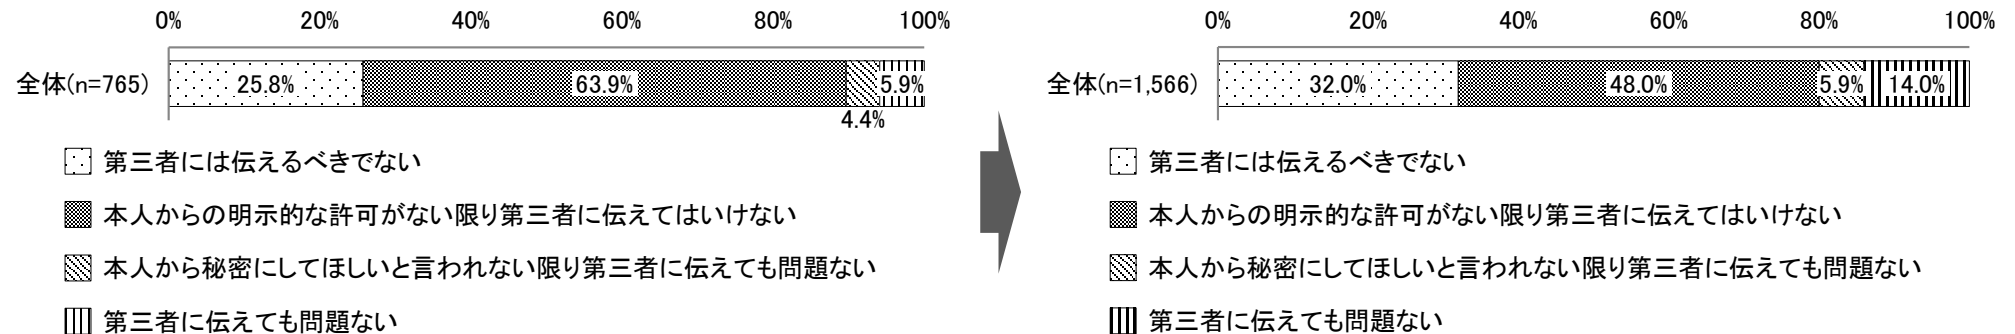 0% 20% 40% 60% 80% 100%
全体(n=765) 25.8% 63.9% 5.9%
4.4%
第三者には伝えるべきでない
本人からの明示的な許可がない限り第三者に伝えてはいけない
本人から秘密にしてほしいと言われない限り第三者に伝えても問題ない
第三者に伝えても問題ない
0% 20% 40% 60% 80% 100%
全体(n=1,566) 32.0% 48.0% 5.9% 14.0%
第三者には伝えるべきでない
本人からの明示的な許可がない限り第三者に伝えてはいけない
本人から秘密にしてほしいと言われない限り第三者に伝えても問題ない
第三者に伝えても問題ない